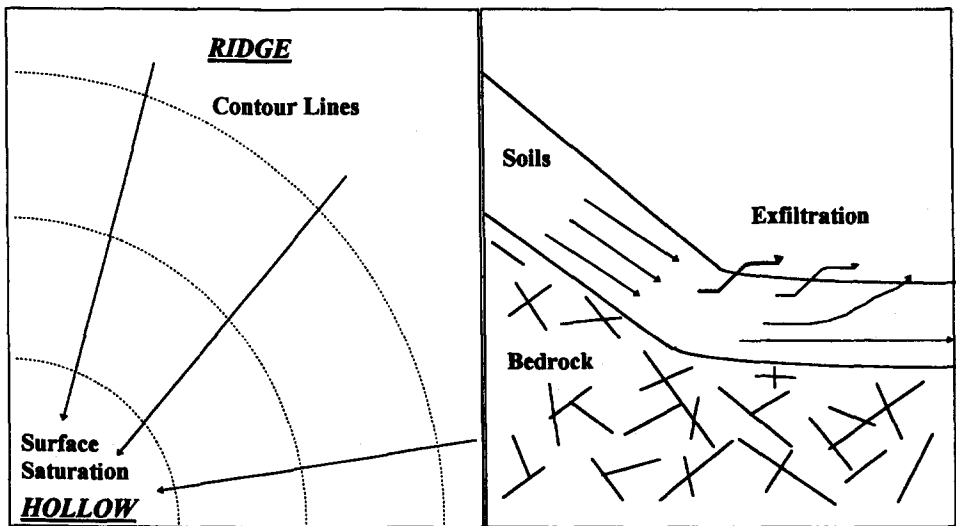 RIDGE
Contour Lines
Surface
Saturation
HOLLOW
Soils
Exfiltration
Bedrock